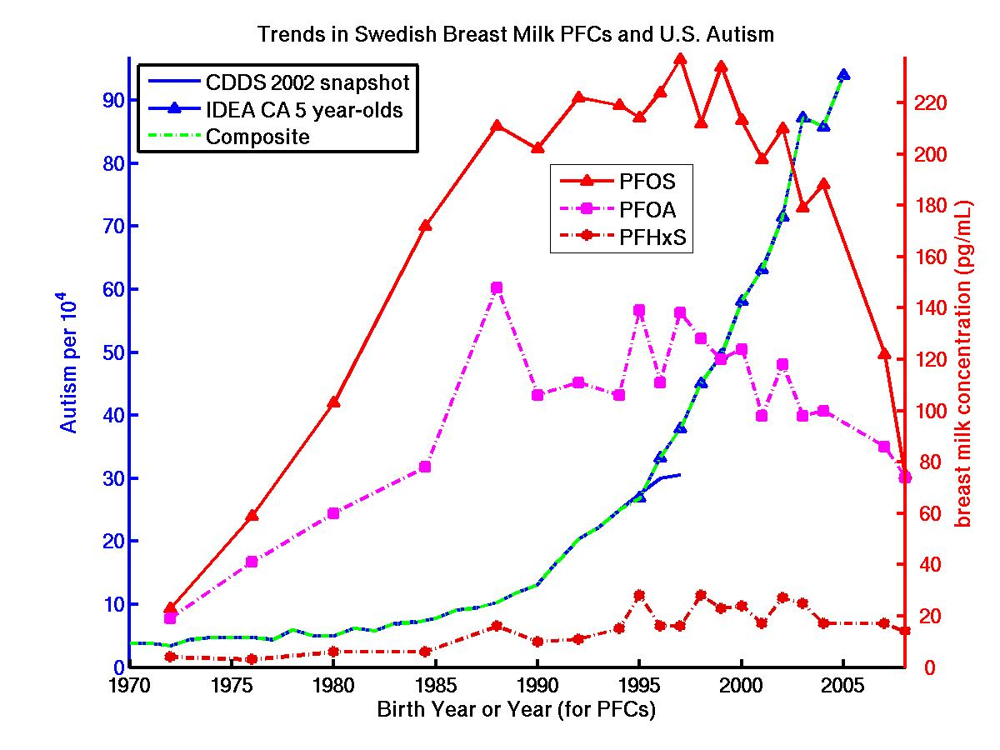 Trends in Swedish Breast Milk PFCs and U.S. Autism
CDDS 2002 snapshot
IDEA CA 5 year-olds
Composite
PFOS
PFOA
PFHxS
Autism per 10⁴
90
80
70
60
50
40
30
20
10
0
breast milk concentration (pg/mL)
220
200
180
160
140
120
100
80
60
40
20
0
1970 1975 1980 1985 1990 1995 2000 2005
Birth Year or Year (for PFCs)